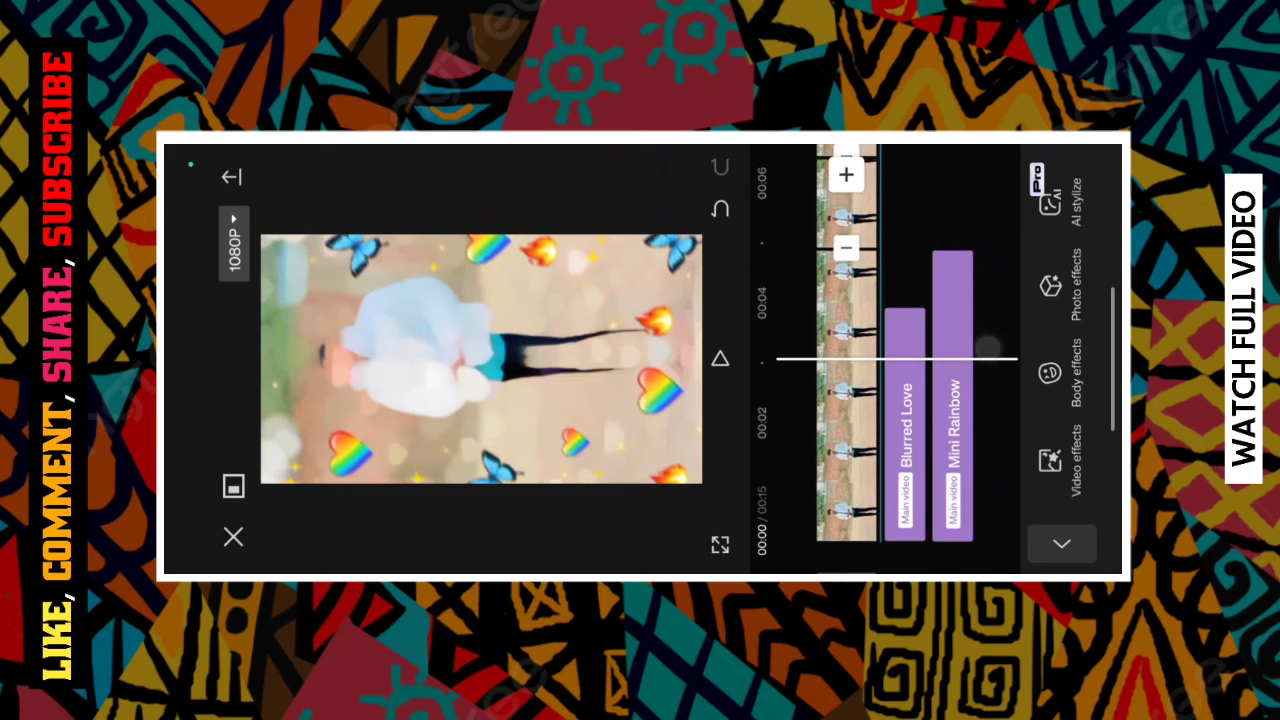 LIKE, COMMENT, SHARE, SUBSCRIBE
1080P
00:00 / 00:15
00:02
00:04
00:06
Main video
Blurred Love
Main video
Mini Rainbow
Video effects
Body effects
Photo effects
AI stylize
Pro
AI
WATCH FULL VIDEO